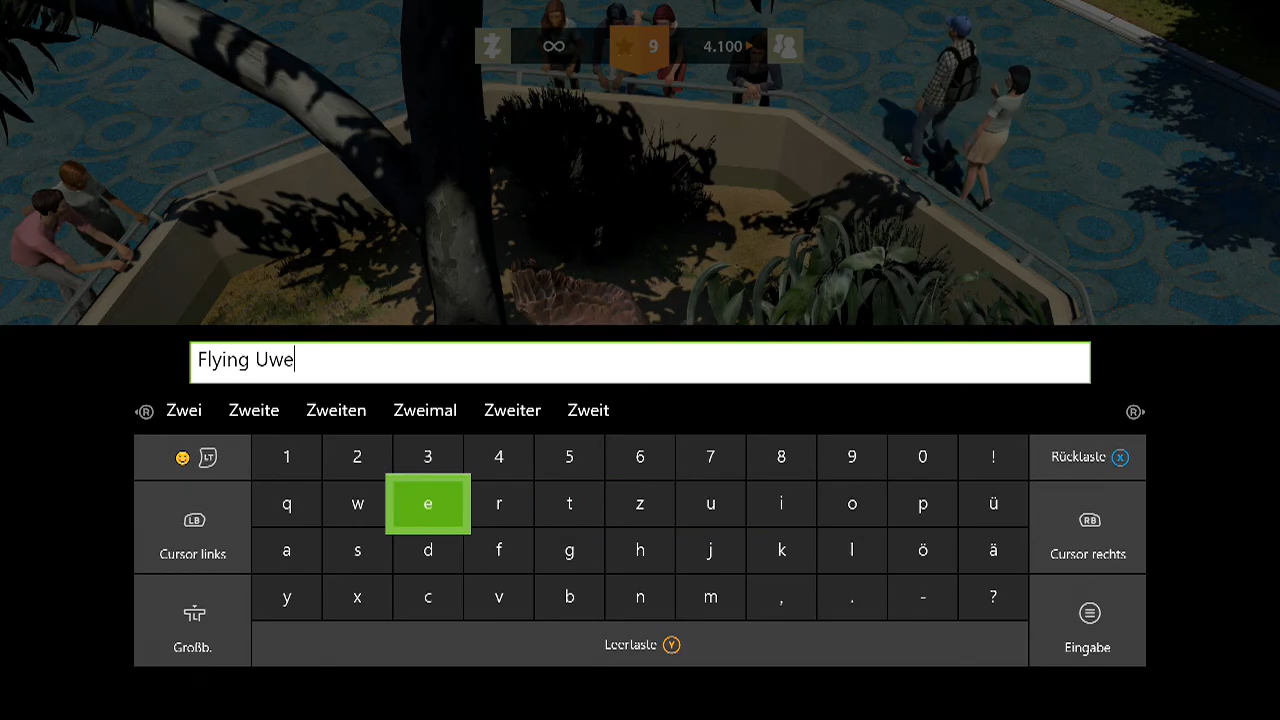 ∞ 9 4.100
Flying Uwe
Zwei Zweite Zweiten Zweimal Zweiter Zweit
LT 1 2 3 4 5 6 7 8 9 0 ! Rücktaste X
q w e r t z u i o p ü
LB Cursor links a s d f g h j k l ö ä RB Cursor rechts
y x c v b n m , . - ?
Großb. Leertaste Y Eingabe